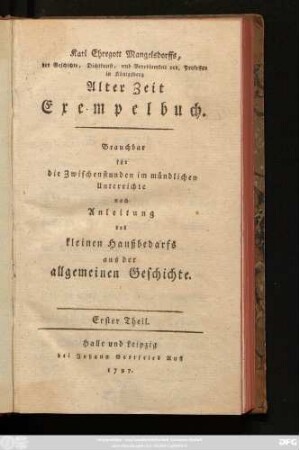 Karl Ehregott Mangelsdorffs,
der Geschichte, Dichtkunst, und Beredtsamkeit ord. Professors
in Königsberg
Alter Zeit
Exempelbuch.
Brauchbar
für
die Zwischenstunden im mündlichen
Unterrichte
nach
Anleitung
des
kleinen Haußbedarfs
aus der
allgemeinen Geschichte.
Erster Theil.
Halle und Leipzig
bei Johann Gottfried Ruff
1797.